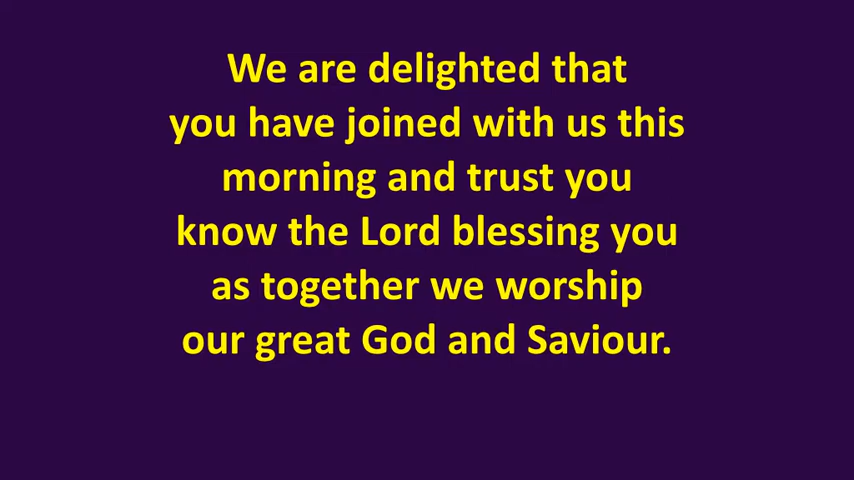 We are delighted that
you have joined with us this
morning and trust you
know the Lord blessing you
as together we worship
our great God and Saviour.